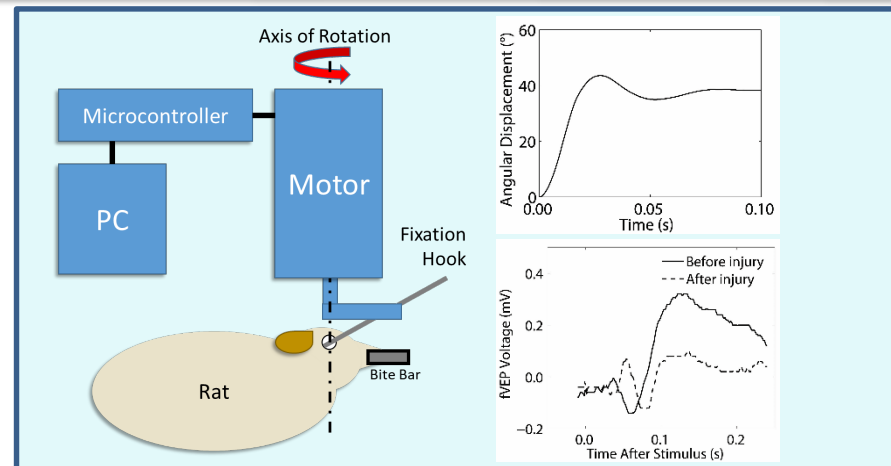 Axis of Rotation
Microcontroller
PC
Motor
Fixation
Hook
Rat
Bite Bar
Angular Displacement (°)
60
40
20
0
0.00
0.05
0.10
Time (s)
fVEP Voltage (mV)
Before injury
After injury
0.4
0.2
0.0
−0.2
0.0
0.1
0.2
Time After Stimulus (s)